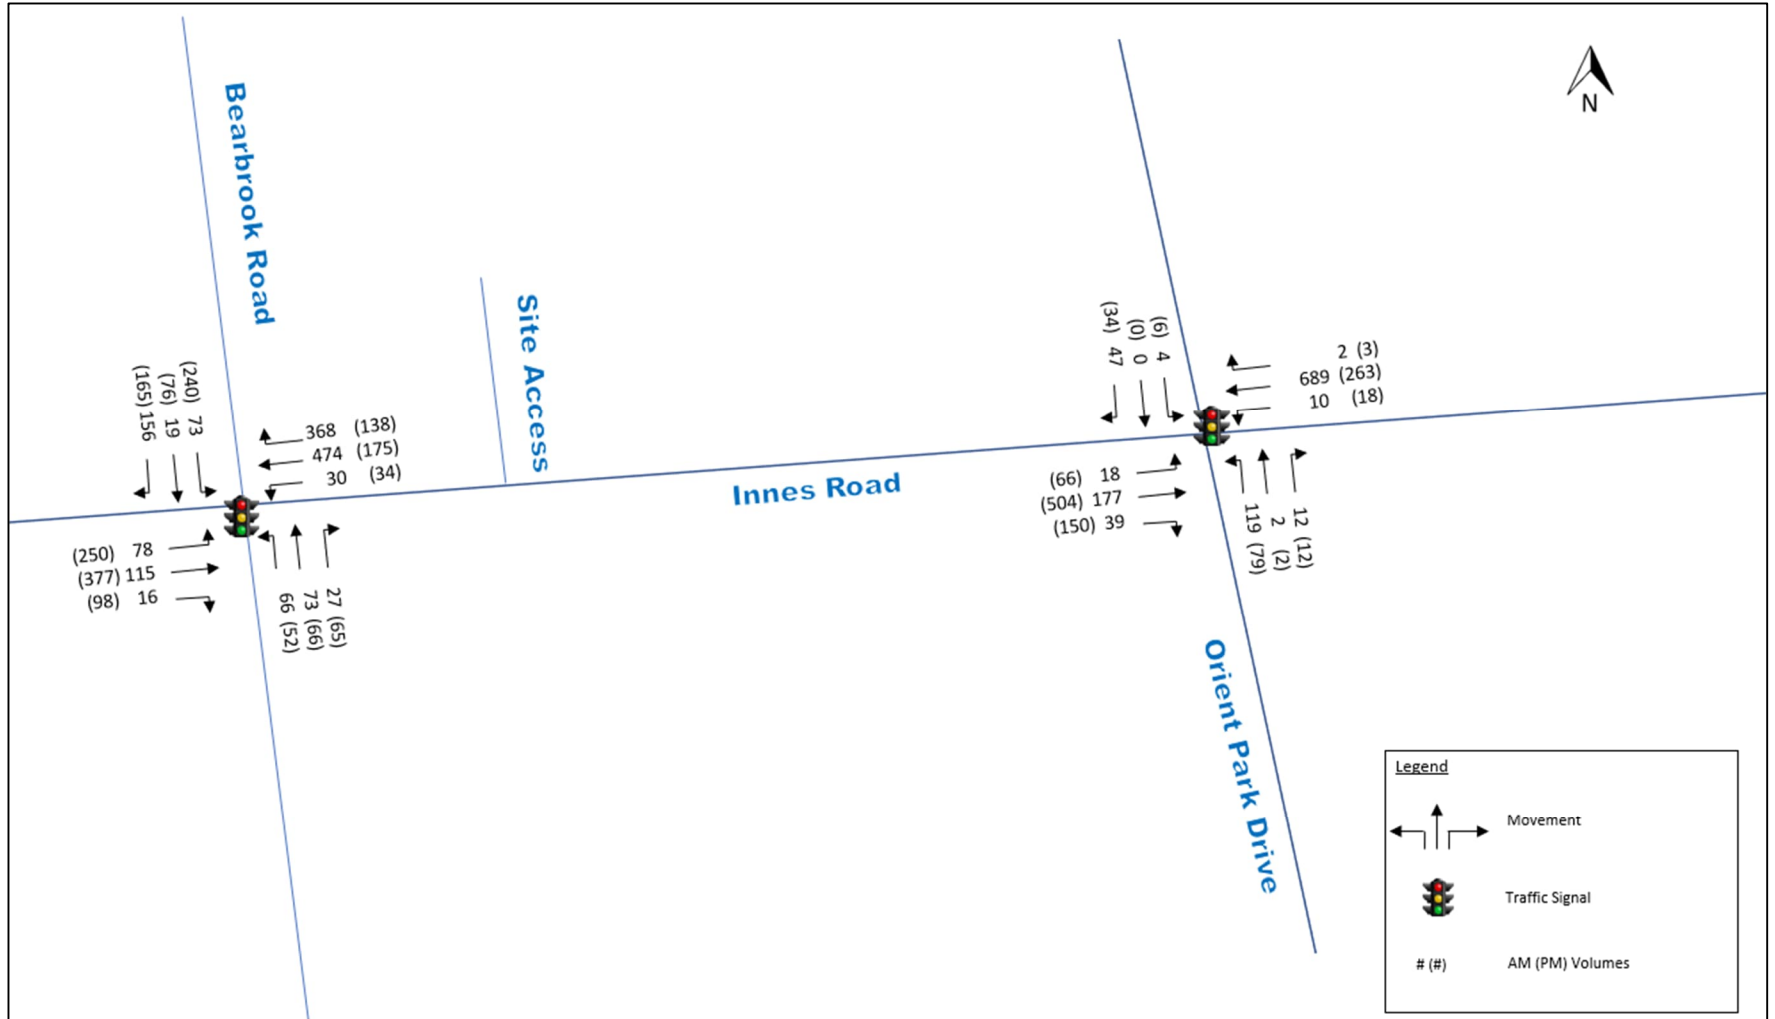 N
Bearbrook Road
Site Access
Innes Road
Orient Park Drive
(165) 156
(76) 19
(240) 73
368 (138)
474 (175)
30 (34)
(250) 78
(377) 115
(98) 16
66 (52)
73 (66)
27 (65)
(34) 47
(0) 0
(6) 4
2 (3)
689 (263)
10 (18)
(66) 18
(504) 177
(150) 39
119 (79)
2 (2)
12 (12)
Legend
Movement
Traffic Signal
# (#) AM (PM) Volumes